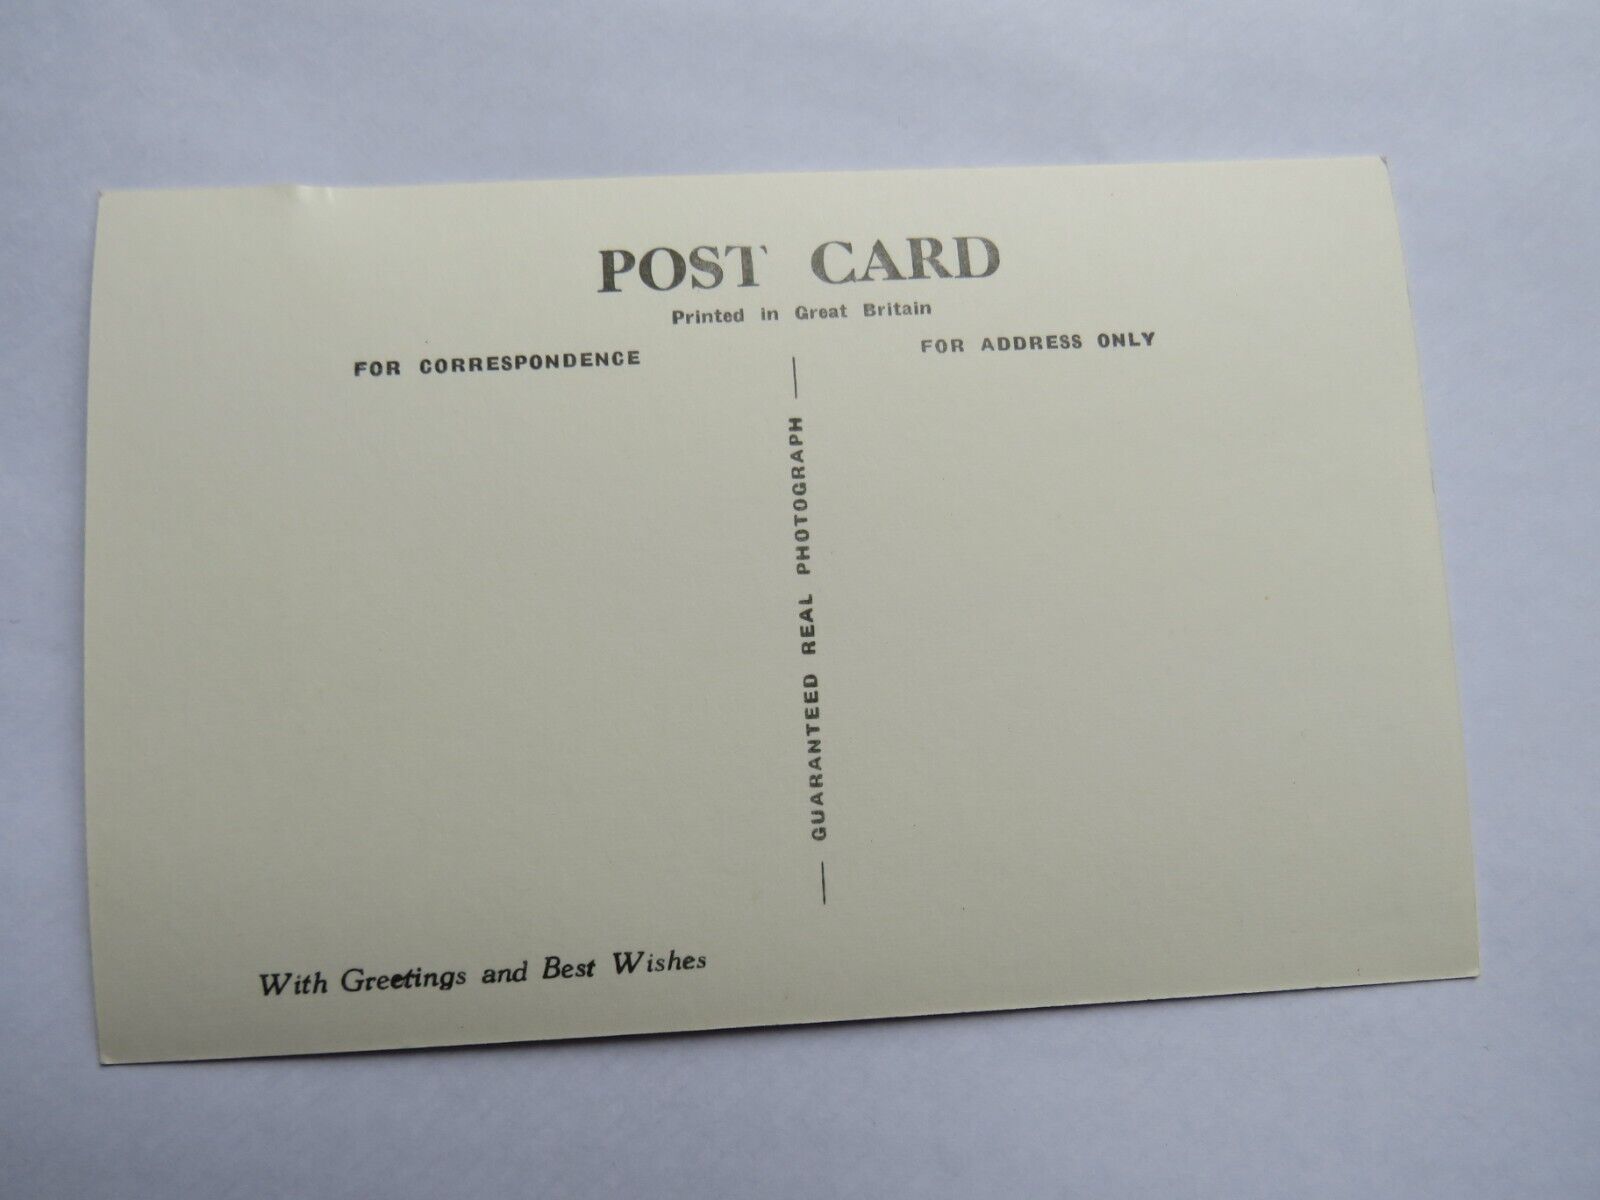 POST CARD
Printed in Great Britain
FOR CORRESPONDENCE
FOR ADDRESS ONLY
GUARANTEED REAL PHOTOGRAPH
With Greetings and Best Wishes